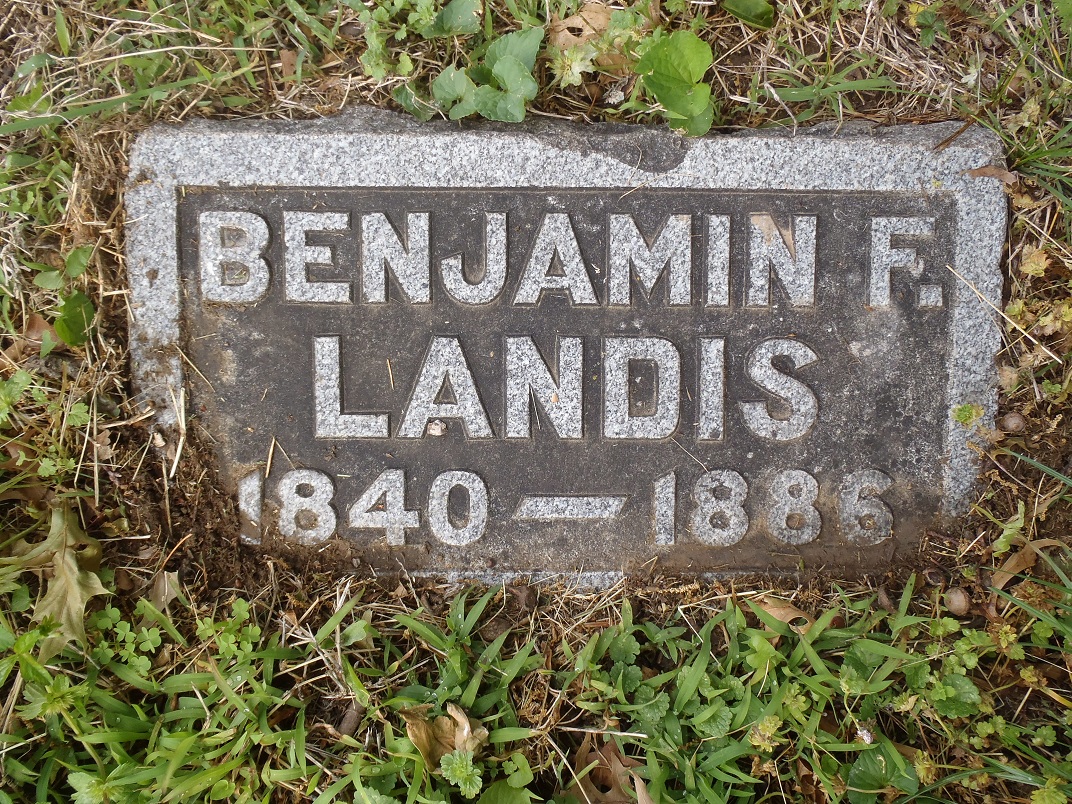 BENJAMIN F.
LANDIS
1840 — 1886